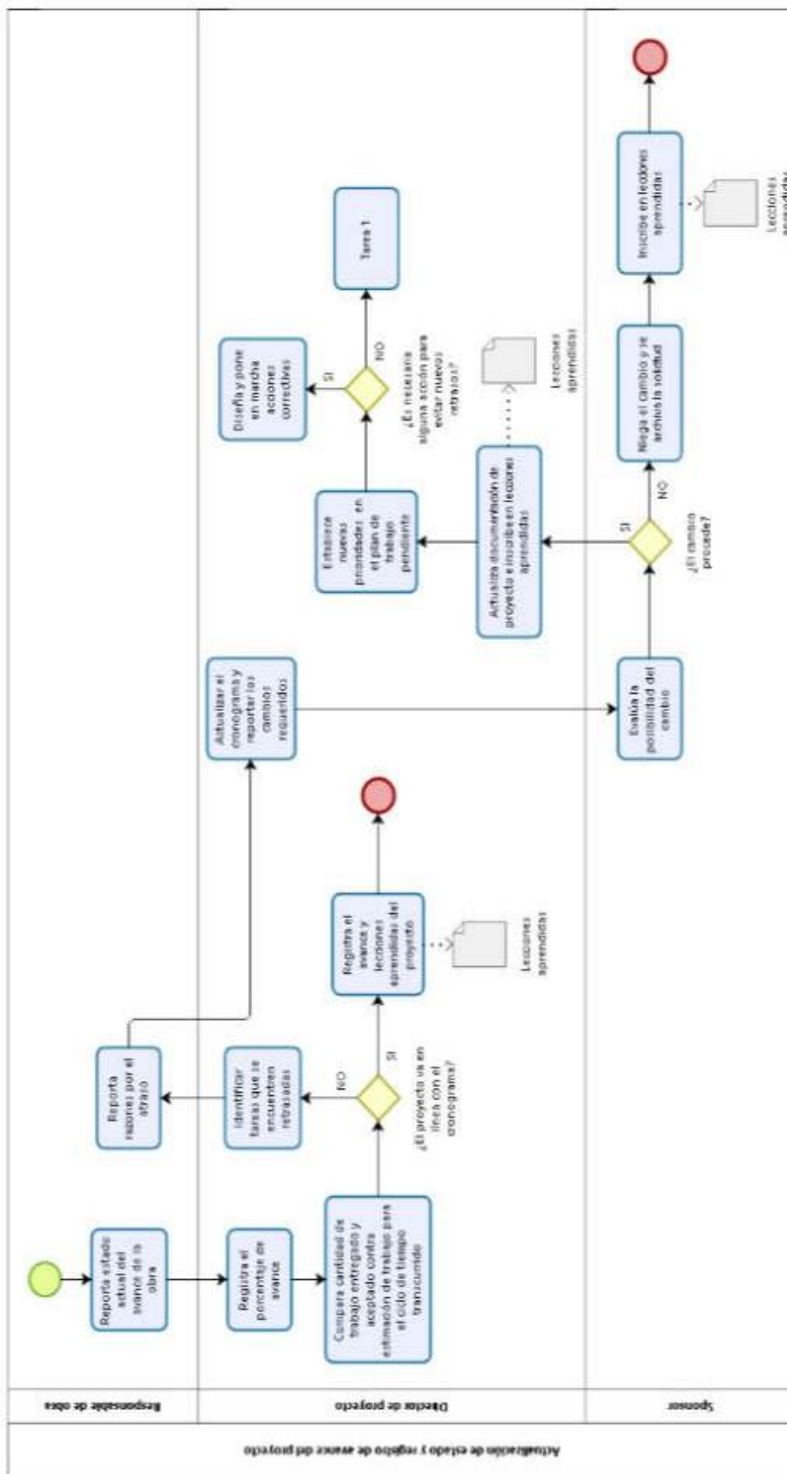 Actualización de estado y registro de avance del proyecto
Responsable de obra
Director de proyecto
Sponsor
Reporta estado
actual del
avance de la
obra
Registra el
porcentaje de
avance
Compara cantidad de
trabajo entregado y
aceptado contra
estimación de trabajo para
el ciclo de tiempo
transcurrido
¿El proyecto va en
línea con el
cronograma?
NO
SI
Identificar
tareas que se
encuentren
retrasadas
Reporta
razones por el
atraso
Registra el
avance y
lecciones
aprendidas del
proyecto
Lecciones
aprendidas
Actualizar el
cronograma y
reportar los
cambios
requeridos
Evalúa la
posibilidad del
cambio
¿El cambio
procede?
SI
NO
Actualiza documentación de
proyecto e inscribe en lecciones
aprendidas
Lecciones
aprendidas
Establece
nuevas
prioridades en
el plan de
trabajo
pendiente
¿Es necesaria
alguna acción para
evitar nuevos
retrasos?
SI
NO
Diseña y pone
en marcha
acciones
correctivas
Tarea 1
Niega el cambio y se
archiva la solicitud
Inscribe en lecciones
aprendidas
Lecciones
aprendidas